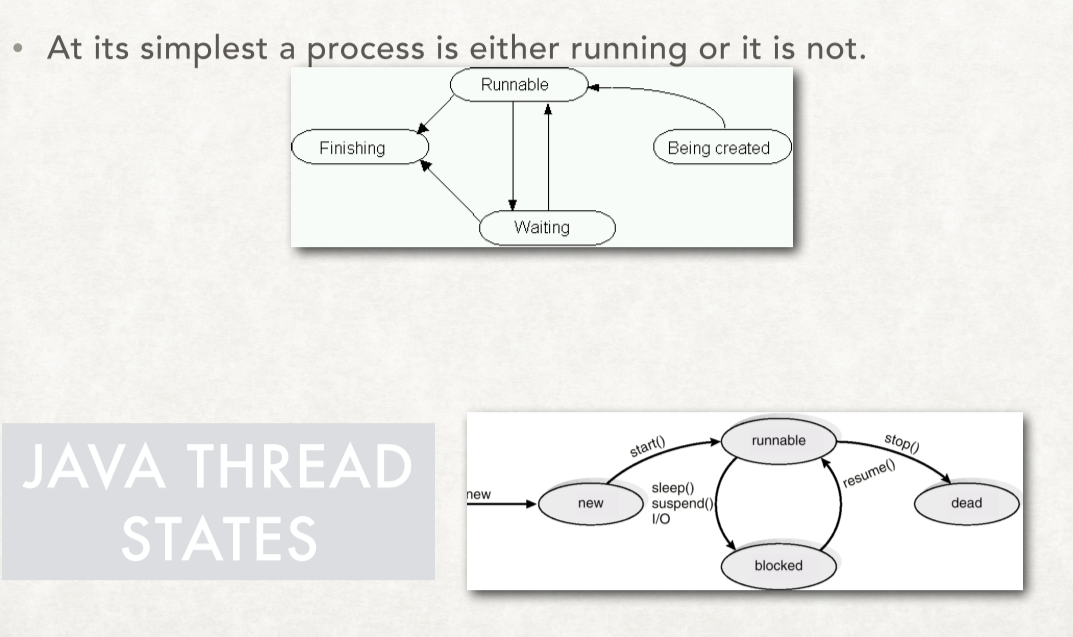 • At its simplest a process is either running or it is not.
Runnable
Finishing
Being created
Waiting
JAVA THREAD
STATES
new
new
start()
runnable
stop()
sleep()
suspend()
I/O
resume()
dead
blocked